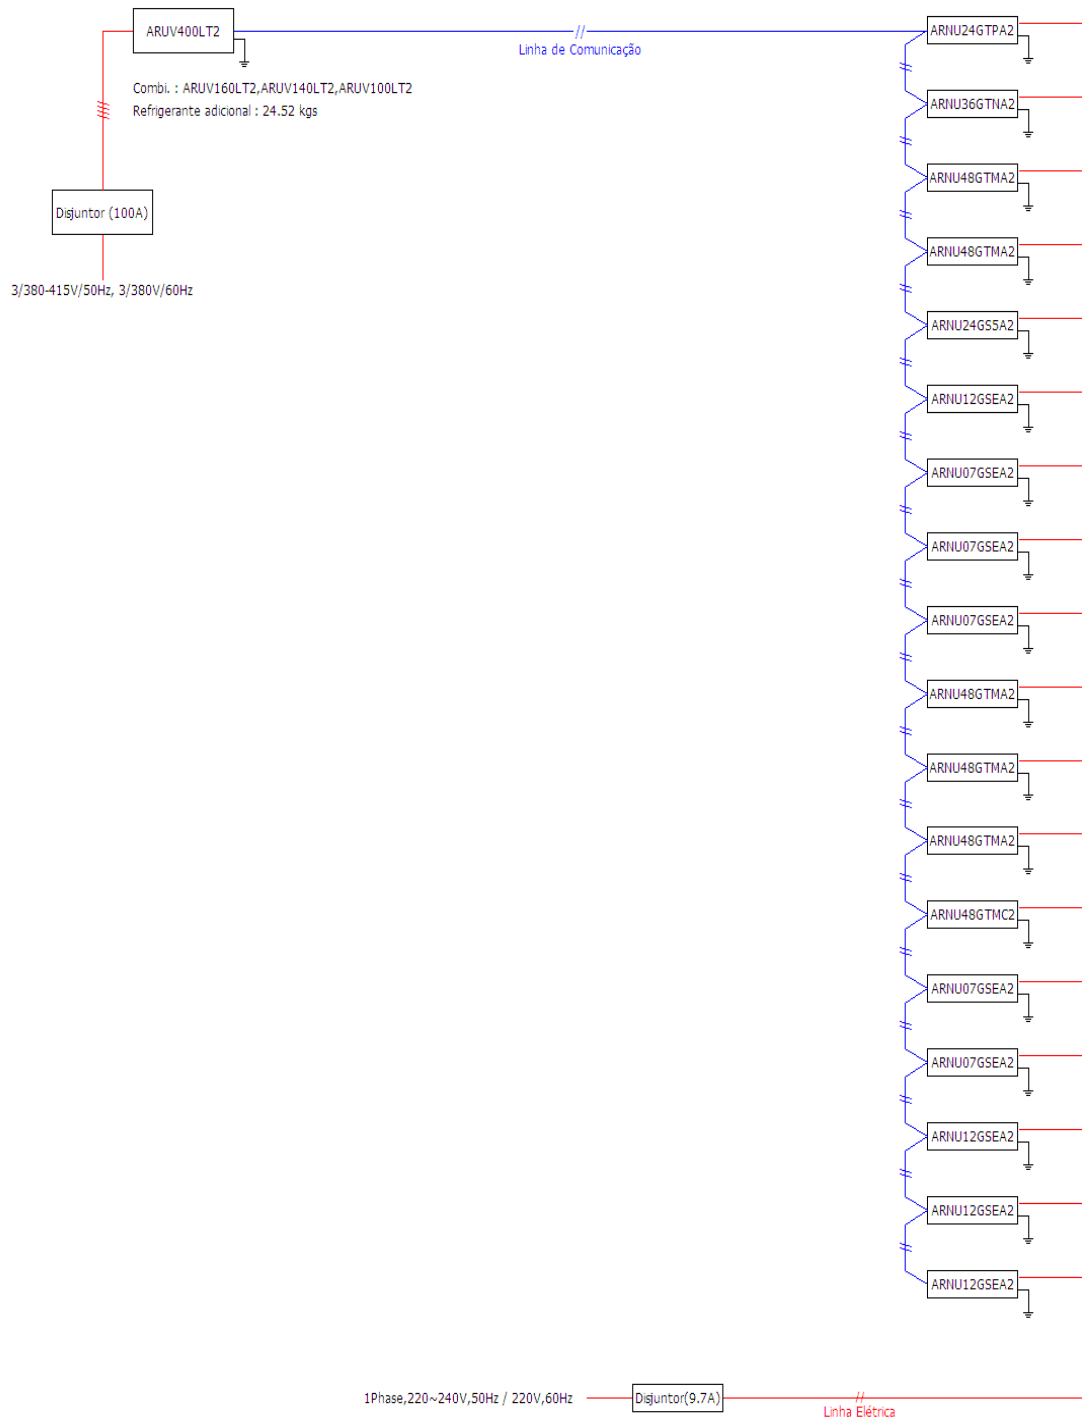 ARUV400LT2
Linha de Comunicação
Combi. : ARUV160LT2,ARUV140LT2,ARUV100LT2
Refrigerante adicional : 24.52 kgs
Disjuntor (100A)
3/380-415V/50Hz, 3/380V/60Hz
ARNU24GTPA2
ARNU36GTNA2
ARNU48GTMA2
ARNU48GTMA2
ARNU24GS5A2
ARNU12GSEA2
ARNU07GSEA2
ARNU07GSEA2
ARNU07GSEA2
ARNU48GTMA2
ARNU48GTMA2
ARNU48GTMA2
ARNU48GTMC2
ARNU07GSEA2
ARNU07GSEA2
ARNU12GSEA2
ARNU12GSEA2
ARNU12GSEA2
1Phase,220~240V,50Hz / 220V,60Hz
Disjuntor(9.7A)
Linha Elétrica